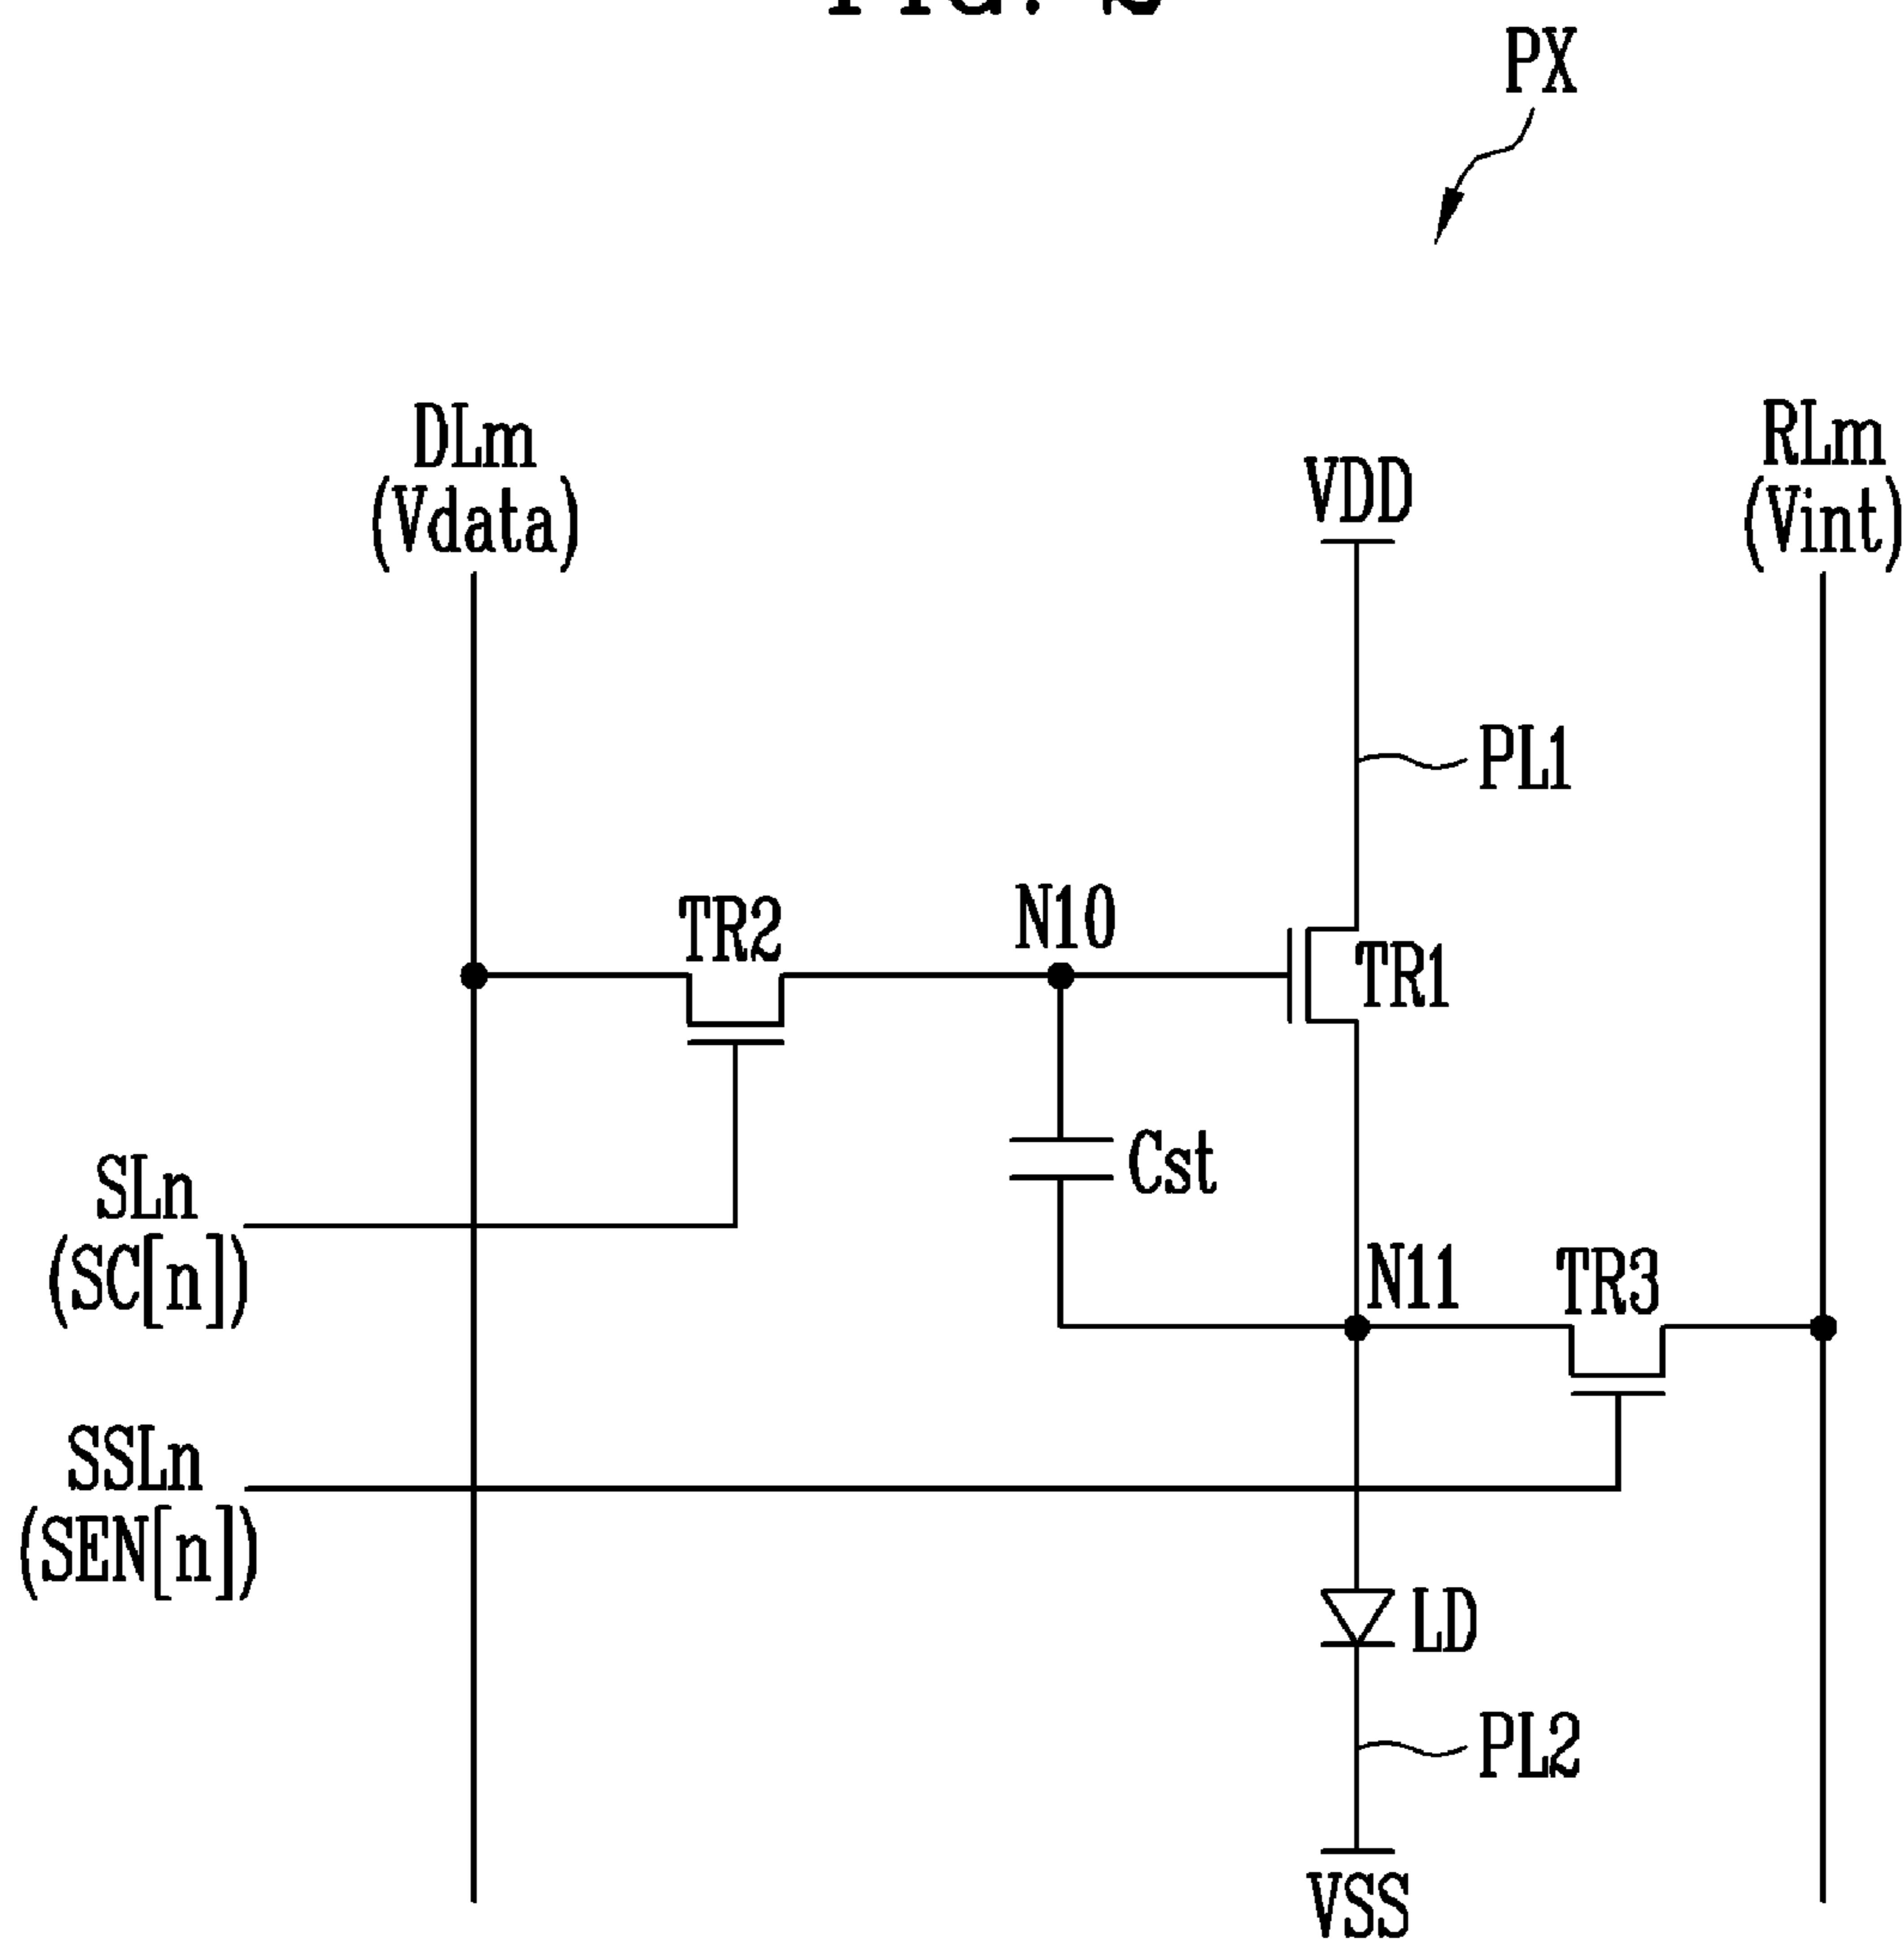 PX
DLm
(Vdata)
VDD
RLm
(Vint)
PL1
TR2
N10
TR1
Cst
SLn
(SC[n])
N11
TR3
SSLn
(SEN[n])
LD
PL2
VSS